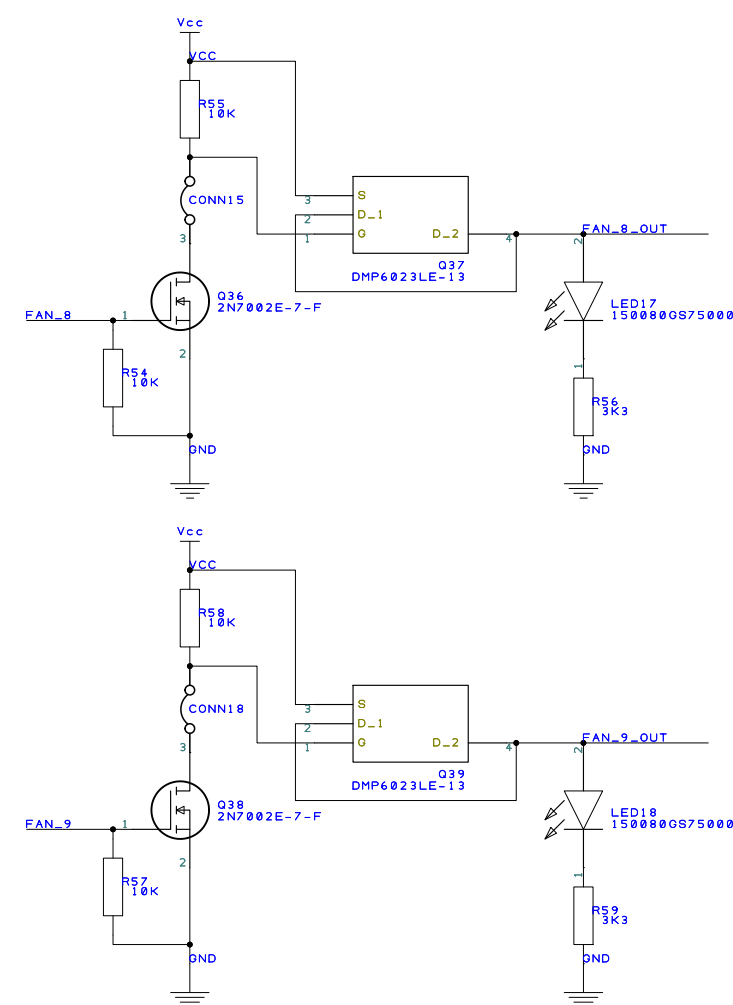 Vcc
VCC
R55
10K
CONN15
3
3
S
2
D_1
1
G
D_2
4
FAN_8_OUT
2
Q37
DMP6023LE-13
Q36
2N7002E-7-F
LED17
150080GS75000
FAN_8
1
2
R54
10K
1
R56
3K3
GND
GND
Vcc
VCC
R58
10K
CONN18
3
3
S
2
D_1
1
G
D_2
4
FAN_9_OUT
2
Q39
DMP6023LE-13
Q38
2N7002E-7-F
LED18
150080GS75000
FAN_9
1
2
R57
10K
1
R59
3K3
GND
GND